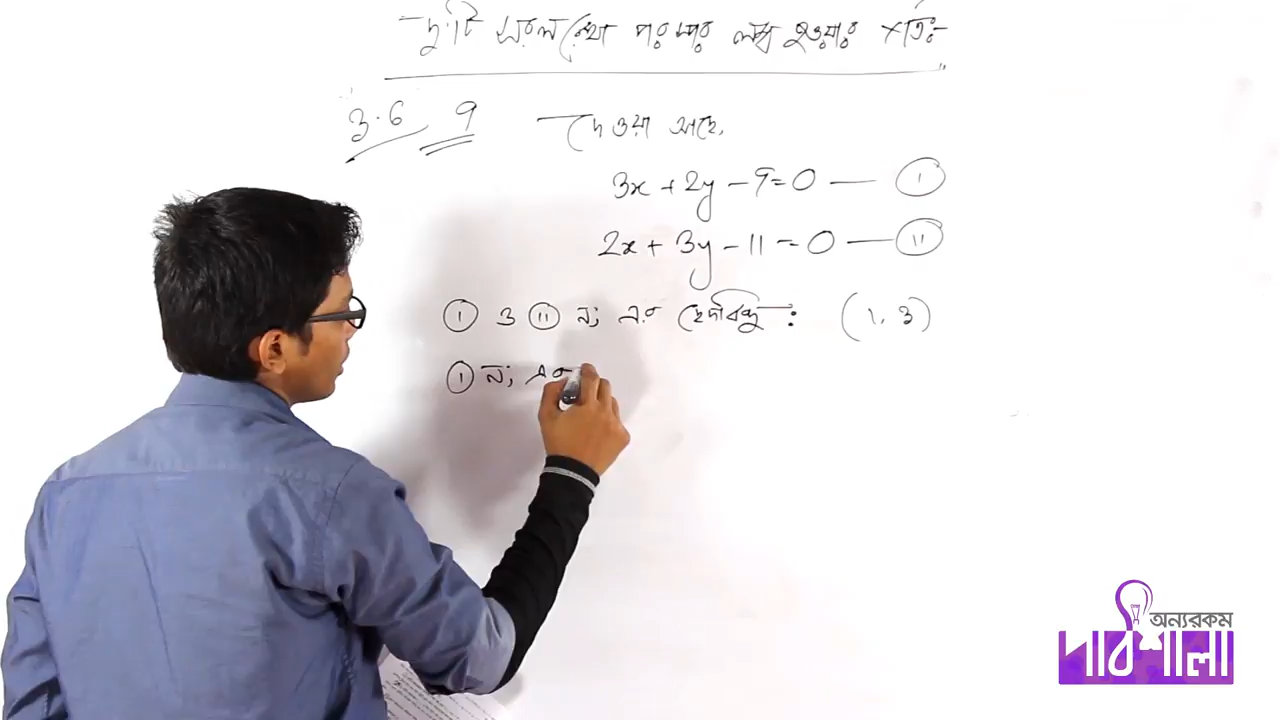 দু'টি সরলরেখা পরস্পর লম্ব হওয়ার শর্তঃ
3.6, 9 দেওয়া আছে,
3x + 2y - 9 = 0 — (I)
2x + 3y - 11 = 0 — (II)
(I) ও (II) নং এর ছেদবিন্দু : (1, 3)
(I) নং এর
অন্যরকম
পাঠশালা